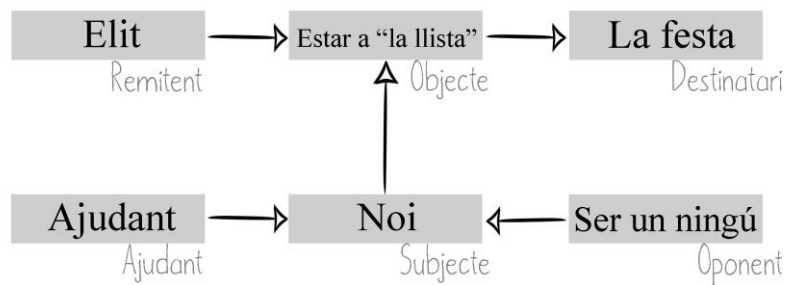 Elit
Estar a “la llista”
La festa
Remitent
Objecte
Destinatari
Ajudant
Noi
Ser un ningú
Ajudant
Subjecte
Oponent